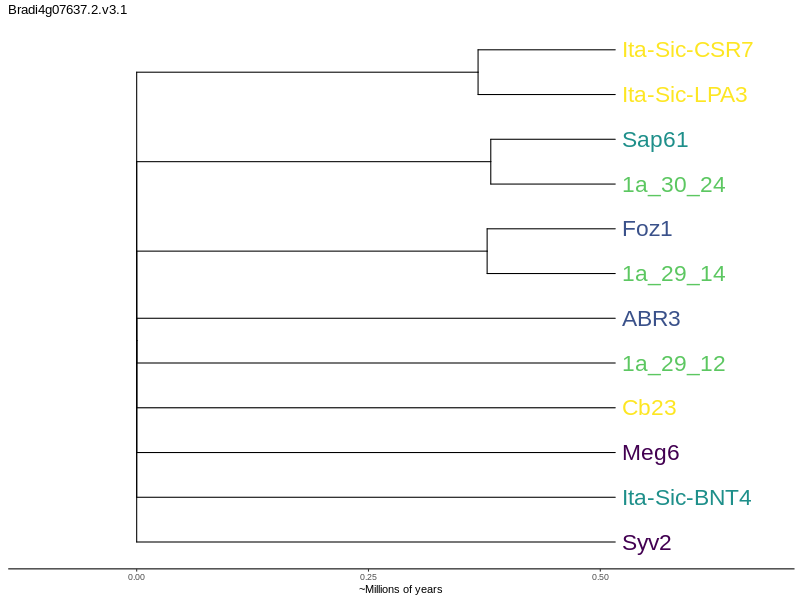 Bradi4g07637.2.v3.1
Ita-Sic-CSR7
Ita-Sic-LPA3
Sap61
1a_30_24
Foz1
1a_29_14
ABR3
1a_29_12
Cb23
Meg6
Ita-Sic-BNT4
Syv2
0.00 0.25 0.50
~Millions of years